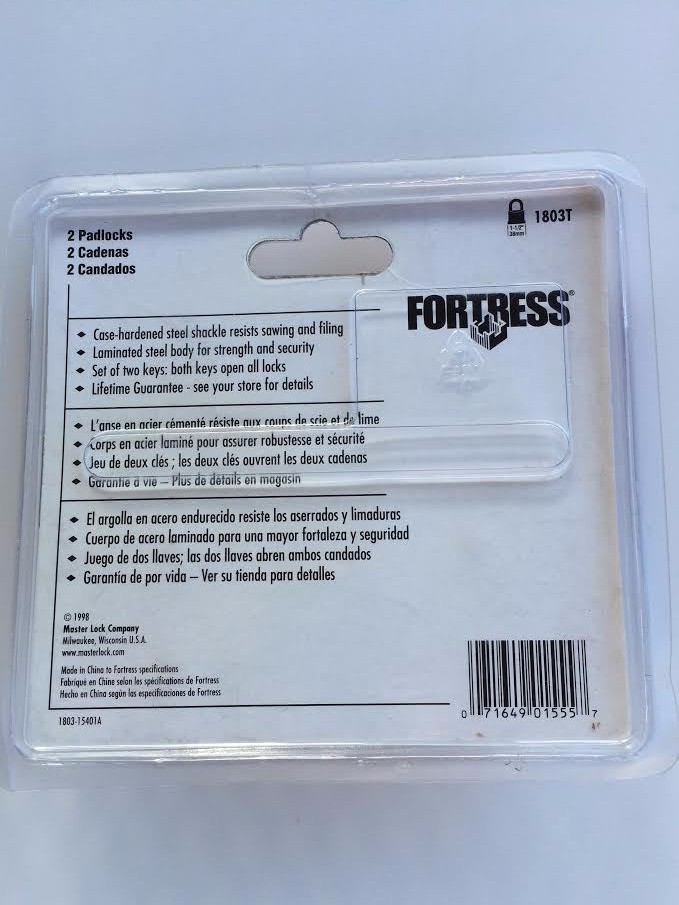 2 Padlocks
2 Cadenas
2 Candados
1-1/2"
38mm
1803T
FORTRESS®
◆ Case-hardened steel shackle resists sawing and filing
◆ Laminated steel body for strength and security
◆ Set of two keys: both keys open all locks
◆ Lifetime Guarantee - see your store for details
◆ L'anse en acier cémenté résiste aux coups de scie et de lime
◆ Corps en acier laminé pour assurer robustesse et sécurité
◆ Jeu de deux clés ; les deux clés ouvrent les deux cadenas
◆ Garantie à vie – Plus de détails en magasin
◆ El argolla en acero endurecido resiste los aserrados y limaduras
◆ Cuerpo de acero laminado para una mayor fortaleza y seguridad
◆ Juego de dos llaves; las dos llaves abren ambos candados
◆ Garantía de por vida – Ver su tienda para detalles
© 1998
Master Lock Company
Milwaukee, Wisconsin U.S.A.
www.masterlock.com
Made in China to Fortress specifications
Fabriqué en Chine selon les spécifications de Fortress
Hecho en China según las especificaciones de Fortress
1803-15401A
0 71649 01555 7